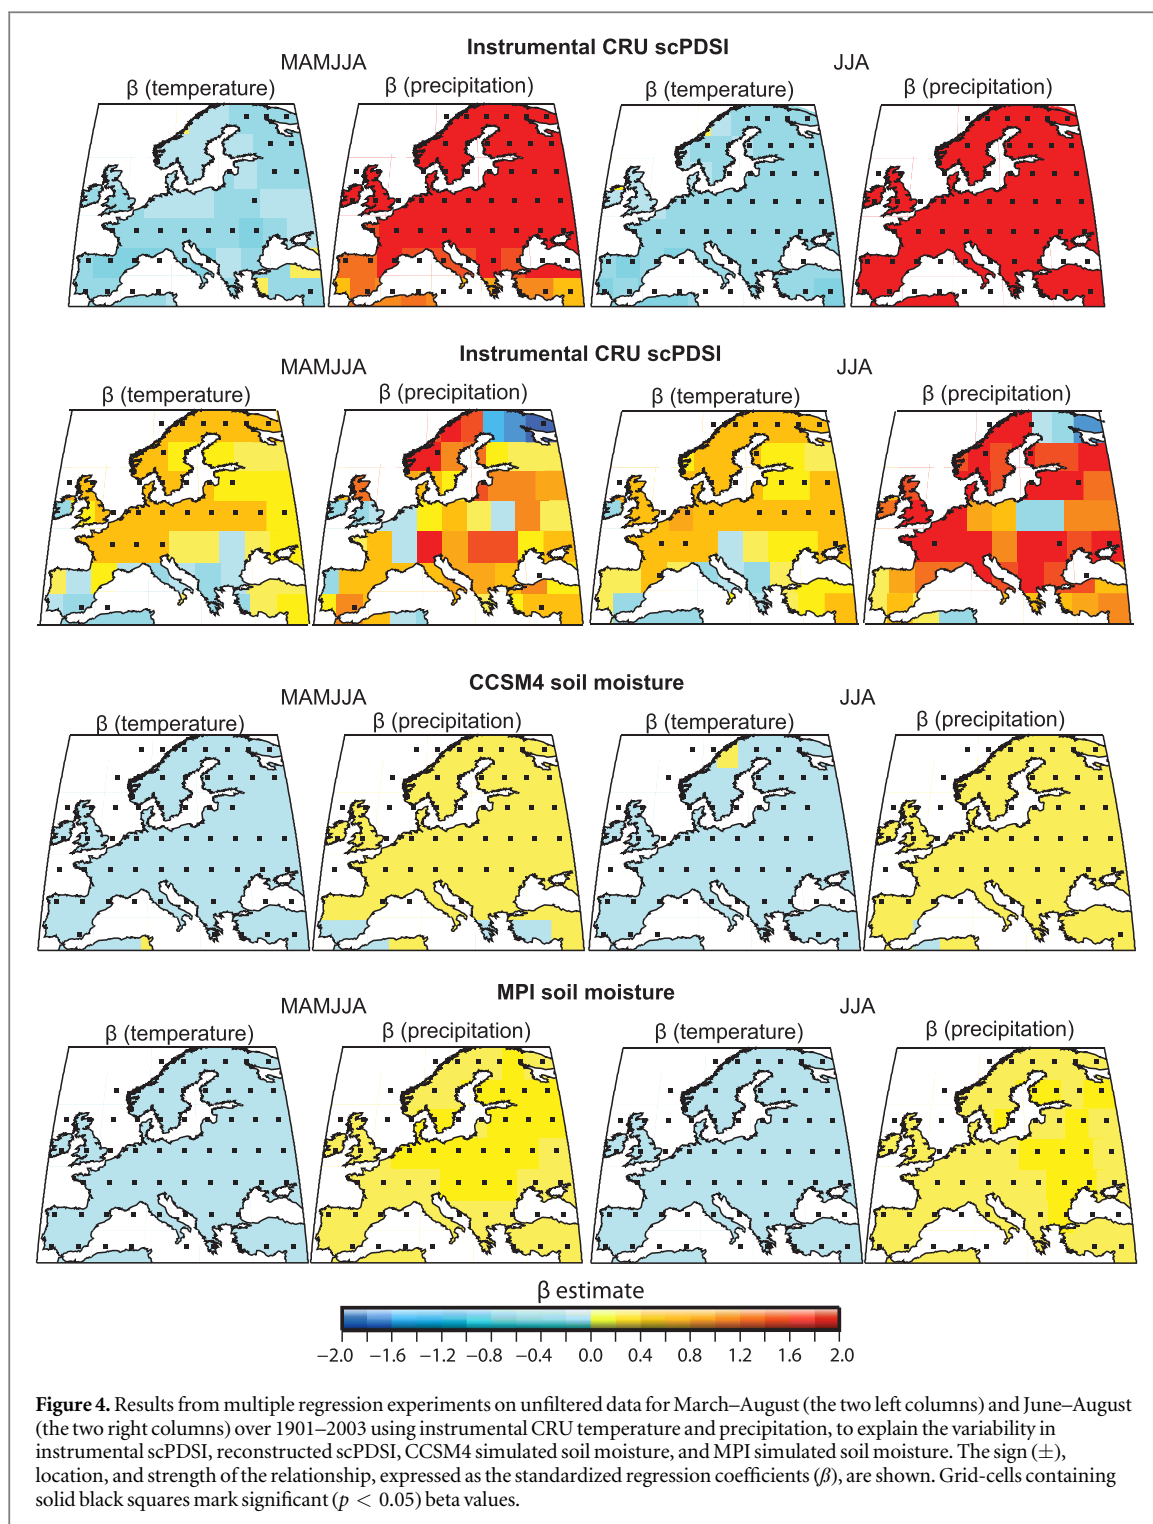 Instrumental CRU scPDSI
MAMJJA JJA
β (temperature) β (precipitation) β (temperature) β (precipitation)
Instrumental CRU scPDSI
MAMJJA JJA
β (temperature) β (precipitation) β (temperature) β (precipitation)
CCSM4 soil moisture
MAMJJA JJA
β (temperature) β (precipitation) β (temperature) β (precipitation)
MPI soil moisture
MAMJJA JJA
β (temperature) β (precipitation) β (temperature) β (precipitation)
β estimate
−2.0 −1.6 −1.2 −0.8 −0.4 0.0 0.4 0.8 1.2 1.6 2.0
Figure 4. Results from multiple regression experiments on unfiltered data for March–August (the two left columns) and June–August
(the two right columns) over 1901–2003 using instrumental CRU temperature and precipitation, to explain the variability in
instrumental scPDSI, reconstructed scPDSI, CCSM4 simulated soil moisture, and MPI simulated soil moisture. The sign (±),
location, and strength of the relationship, expressed as the standardized regression coefficients (β), are shown. Grid-cells containing
solid black squares mark significant (p < 0.05) beta values.